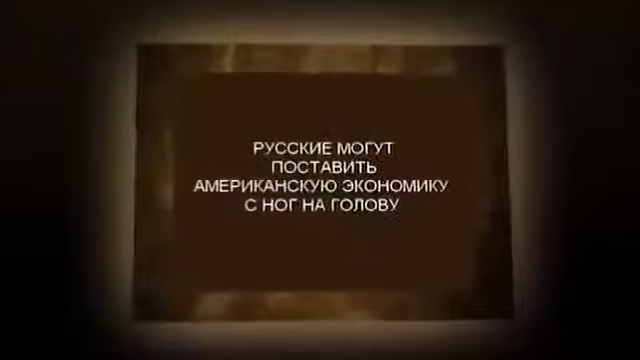 РУССКИЕ МОГУТ
ПОСТАВИТЬ
АМЕРИКАНСКУЮ ЭКОНОМИКУ
С НОГ НА ГОЛОВУ